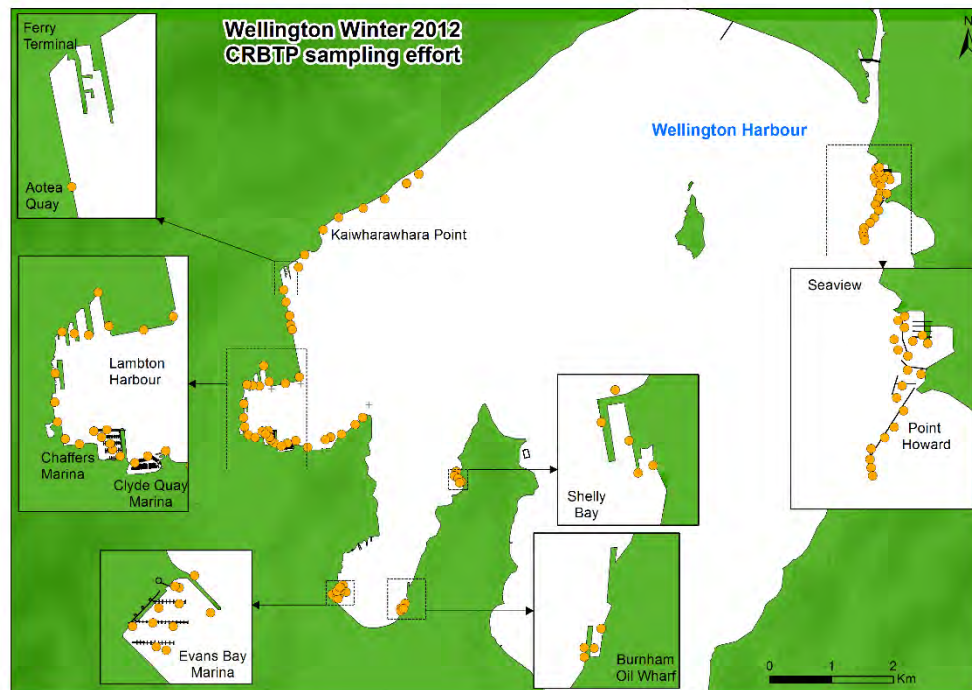 Wellington Winter 2012
CRBTP sampling effort
Ferry
Terminal
Aotea
Quay
N
Wellington Harbour
Kaiwharawhara Point
Lambton
Harbour
Chaffers
Marina
Clyde Quay
Marina
Seaview
Point
Howard
Shelly
Bay
Evans Bay
Marina
Burnham
Oil Wharf
0 1 2
Km